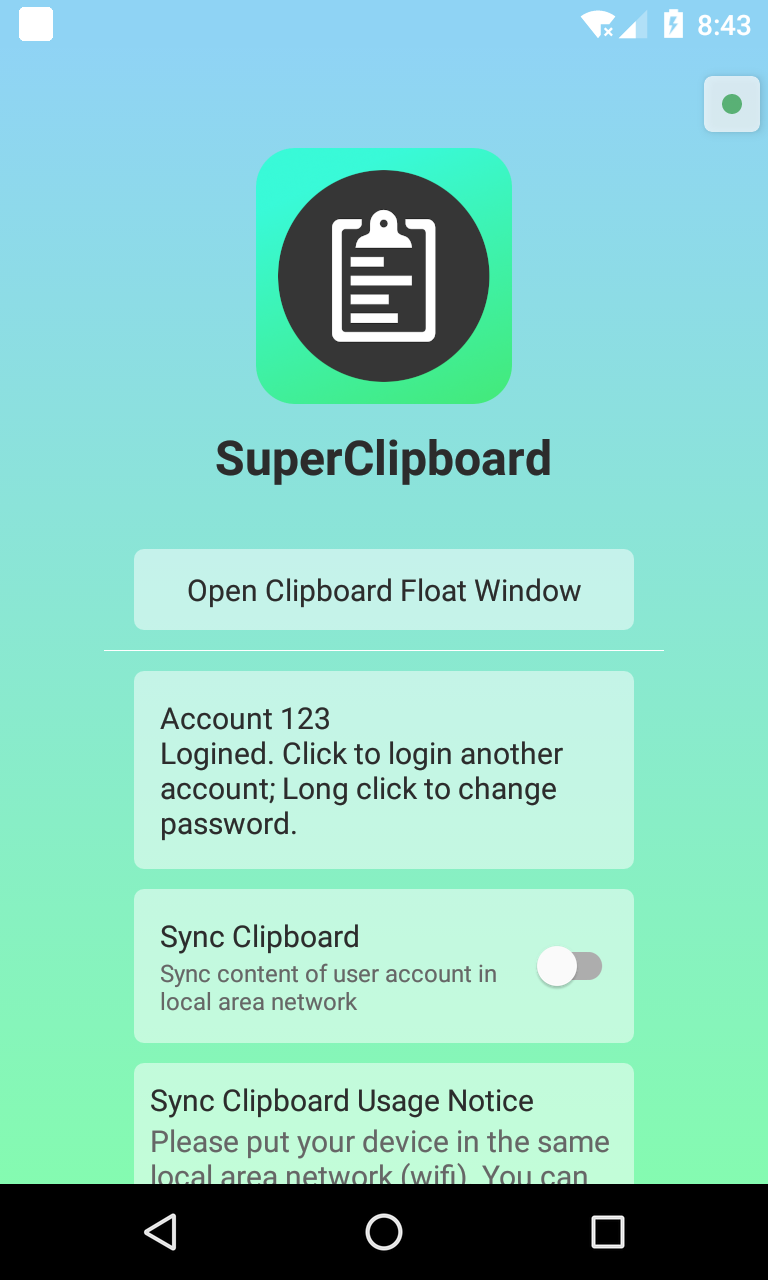 8:43
SuperClipboard
Open Clipboard Float Window
Account 123
Logined. Click to login another
account; Long click to change
password.
Sync Clipboard
Sync content of user account in
local area network
Sync Clipboard Usage Notice
Please put your device in the same
local area network (wifi). You can